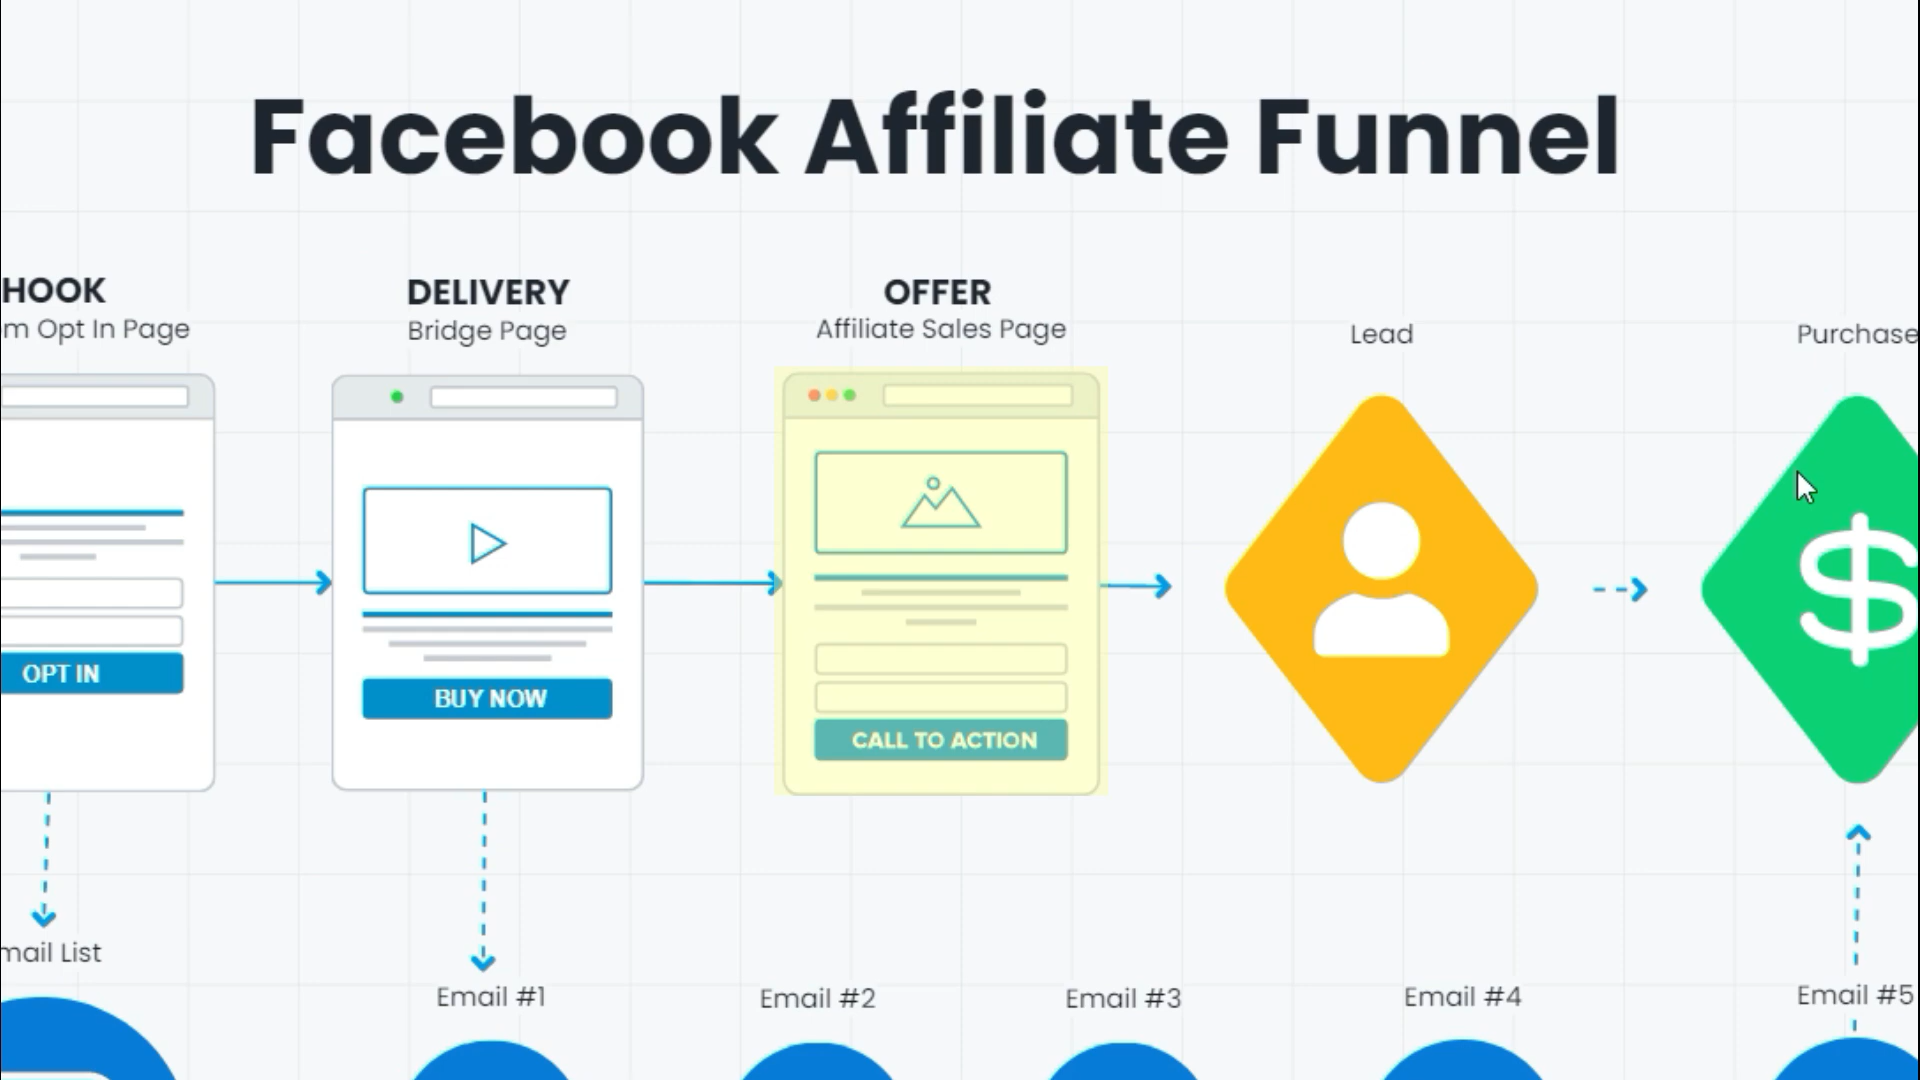 Facebook Affiliate Funnel
HOOK
DELIVERY
OFFER
Opt In Page
Bridge Page
Affiliate Sales Page
Lead
Purchase
OPT IN
BUY NOW
CALL TO ACTION
List
Email #1
Email #2
Email #3
Email #4
Email #5